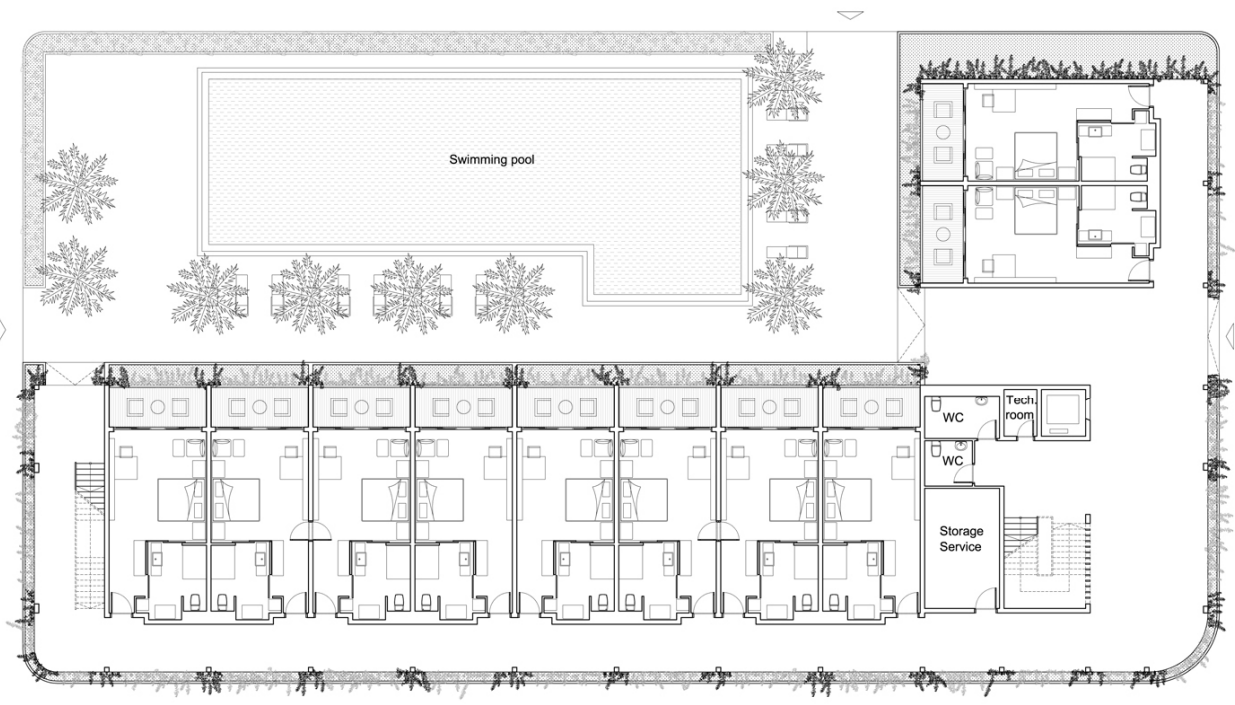 Swimming pool
Tech.
room
WC
WC
Storage
Service